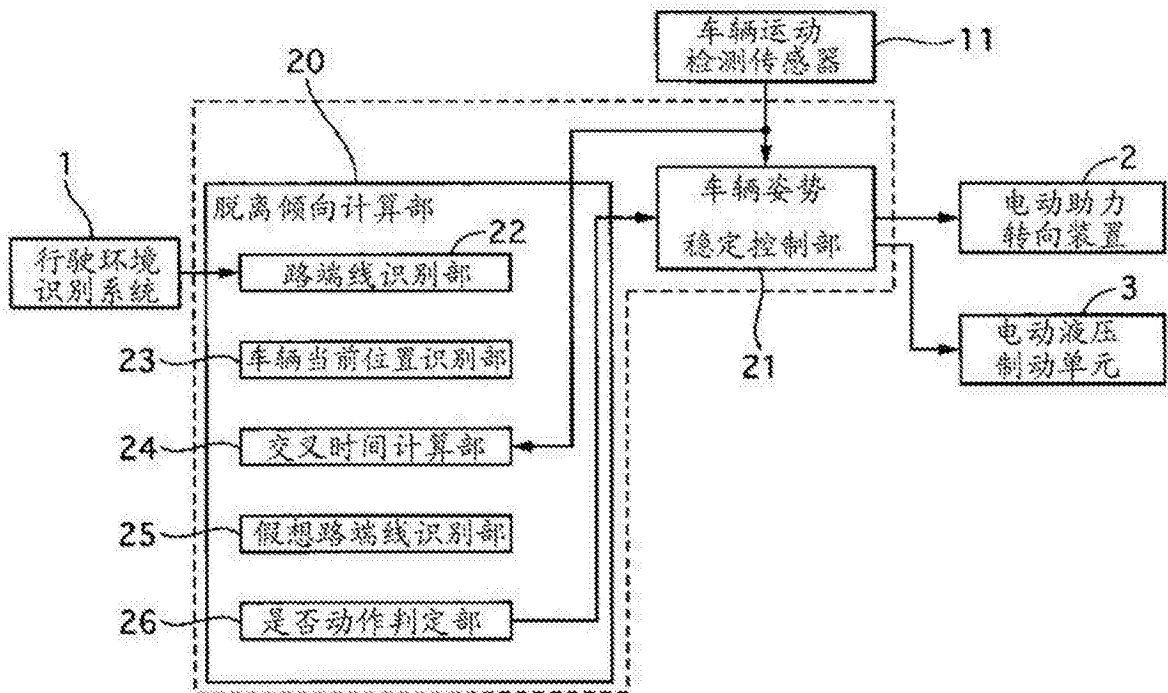 车辆运动
检测传感器
11
20
1
脱离倾向计算部
22
行驶环境
识别系统
路端线识别部
车辆姿势
稳定控制部
21
2
电动助力
转向装置
3
电动液压
制动单元
23
车辆当前位置识别部
24
交叉时间计算部
25
假想路端线识别部
26
是否动作判定部